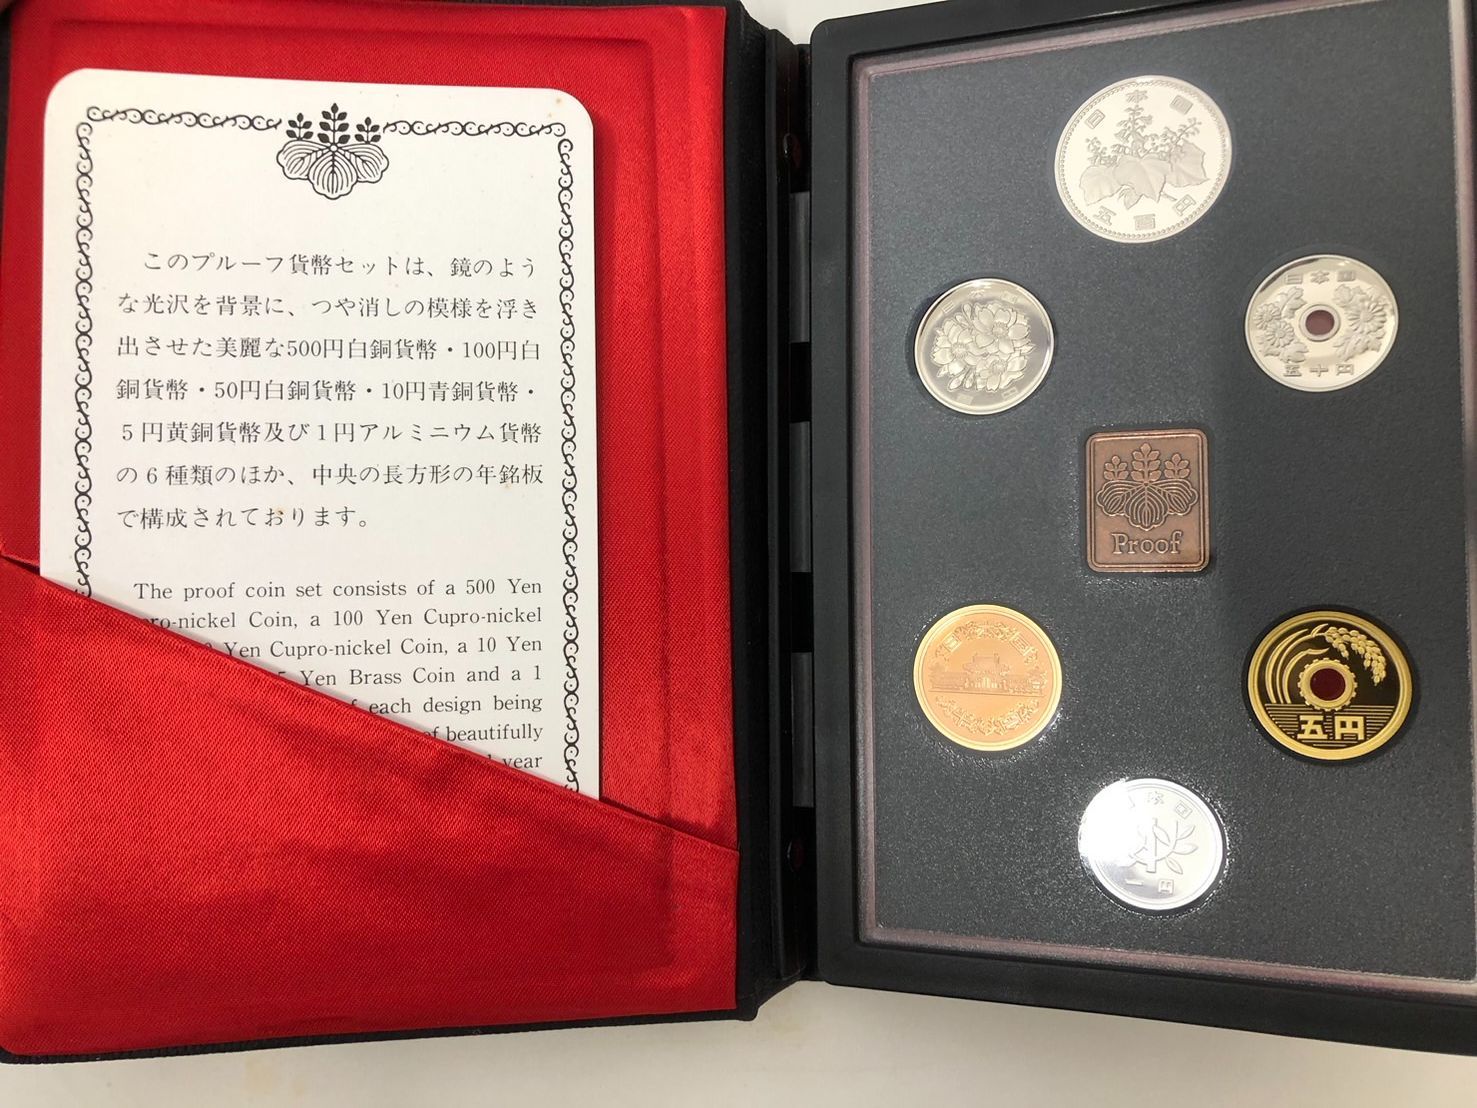 このプルーフ貨幣セットは、鏡のよう
な光沢を背景に、つや消しの模様を浮き
出させた美麗な500円白銅貨幣・100円白
銅貨幣・50円白銅貨幣・10円青銅貨幣・
5円黄銅貨幣及び1円アルミニウム貨幣
の6種類のほか、中央の長方形の年銘板
で構成されております。
The proof coin set consists of a 500 Yen
-nickel Coin, a 100 Yen Cupro-nickel
Yen Cupro-nickel Coin, a 10 Yen
Yen Brass Coin and a 1
each design being
of beautifully
year
日本国
五百円
日本国
五十円
Proof
日本国
五円
本国
一円